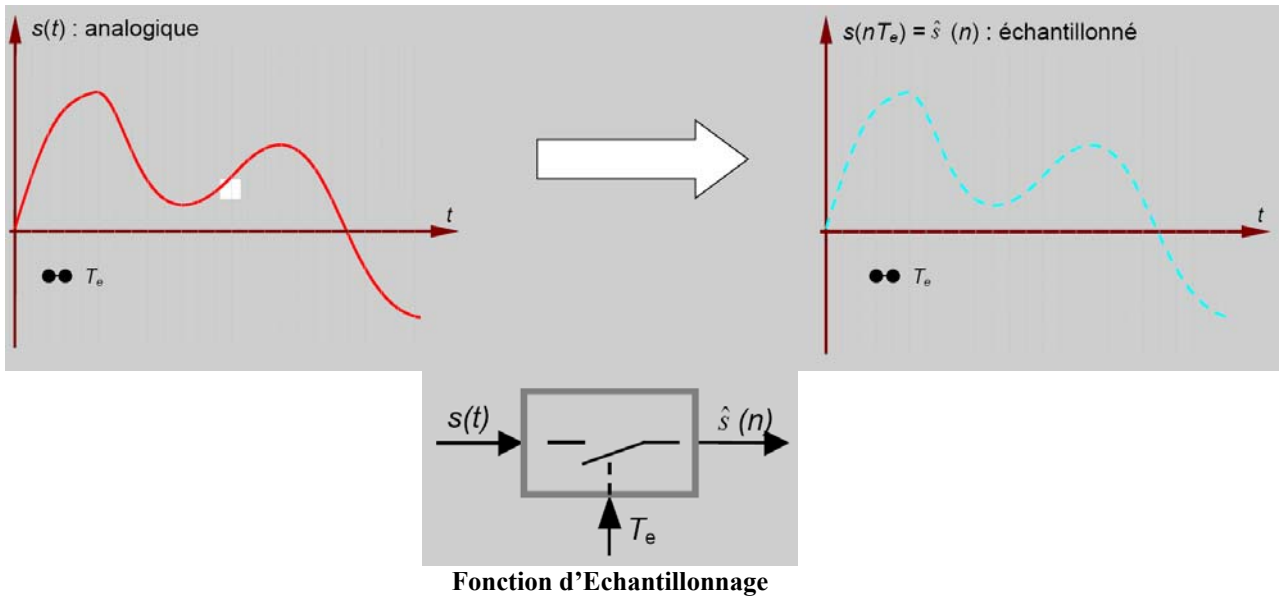 s(t) : analogique
t
Te
s(nTe) = ŝ (n) : échantillonné
t
Te
s(t)
ŝ (n)
Te
Fonction d’Echantillonnage